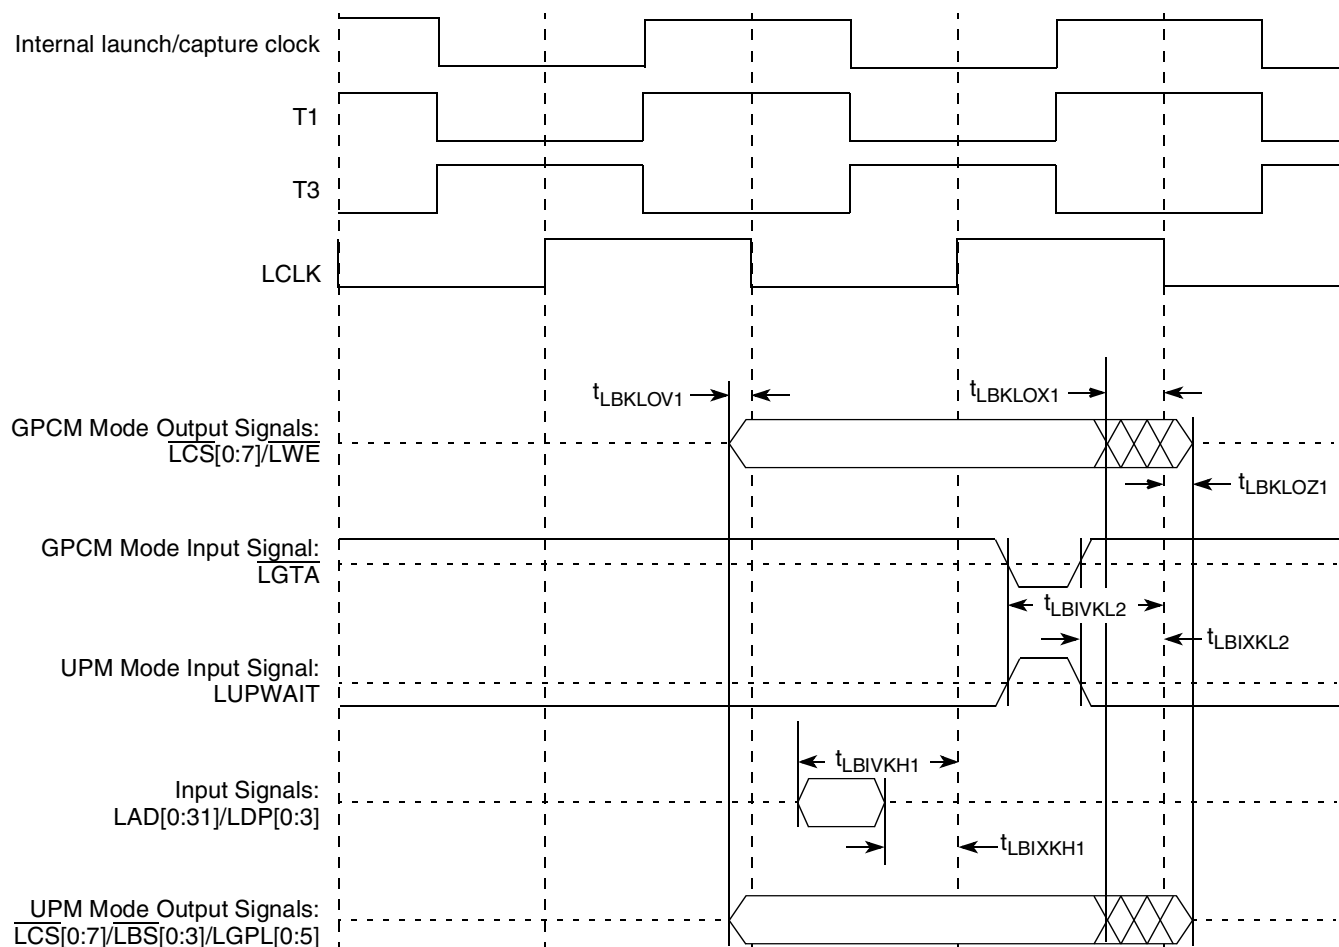 Internal launch/capture clock
T1
T3
LCLK
tLBKLOV1
tLBKLOX1
GPCM Mode Output Signals:
LCS[0:7]/LWE
tLBKLOZ1
GPCM Mode Input Signal:
LGTA
tLBIVKL2
tLBIXKL2
UPM Mode Input Signal:
LUPWAIT
tLBIVKH1
Input Signals:
LAD[0:31]/LDP[0:3]
tLBIXKH1
UPM Mode Output Signals:
LCS[0:7]/LBS[0:3]/LGPL[0:5]